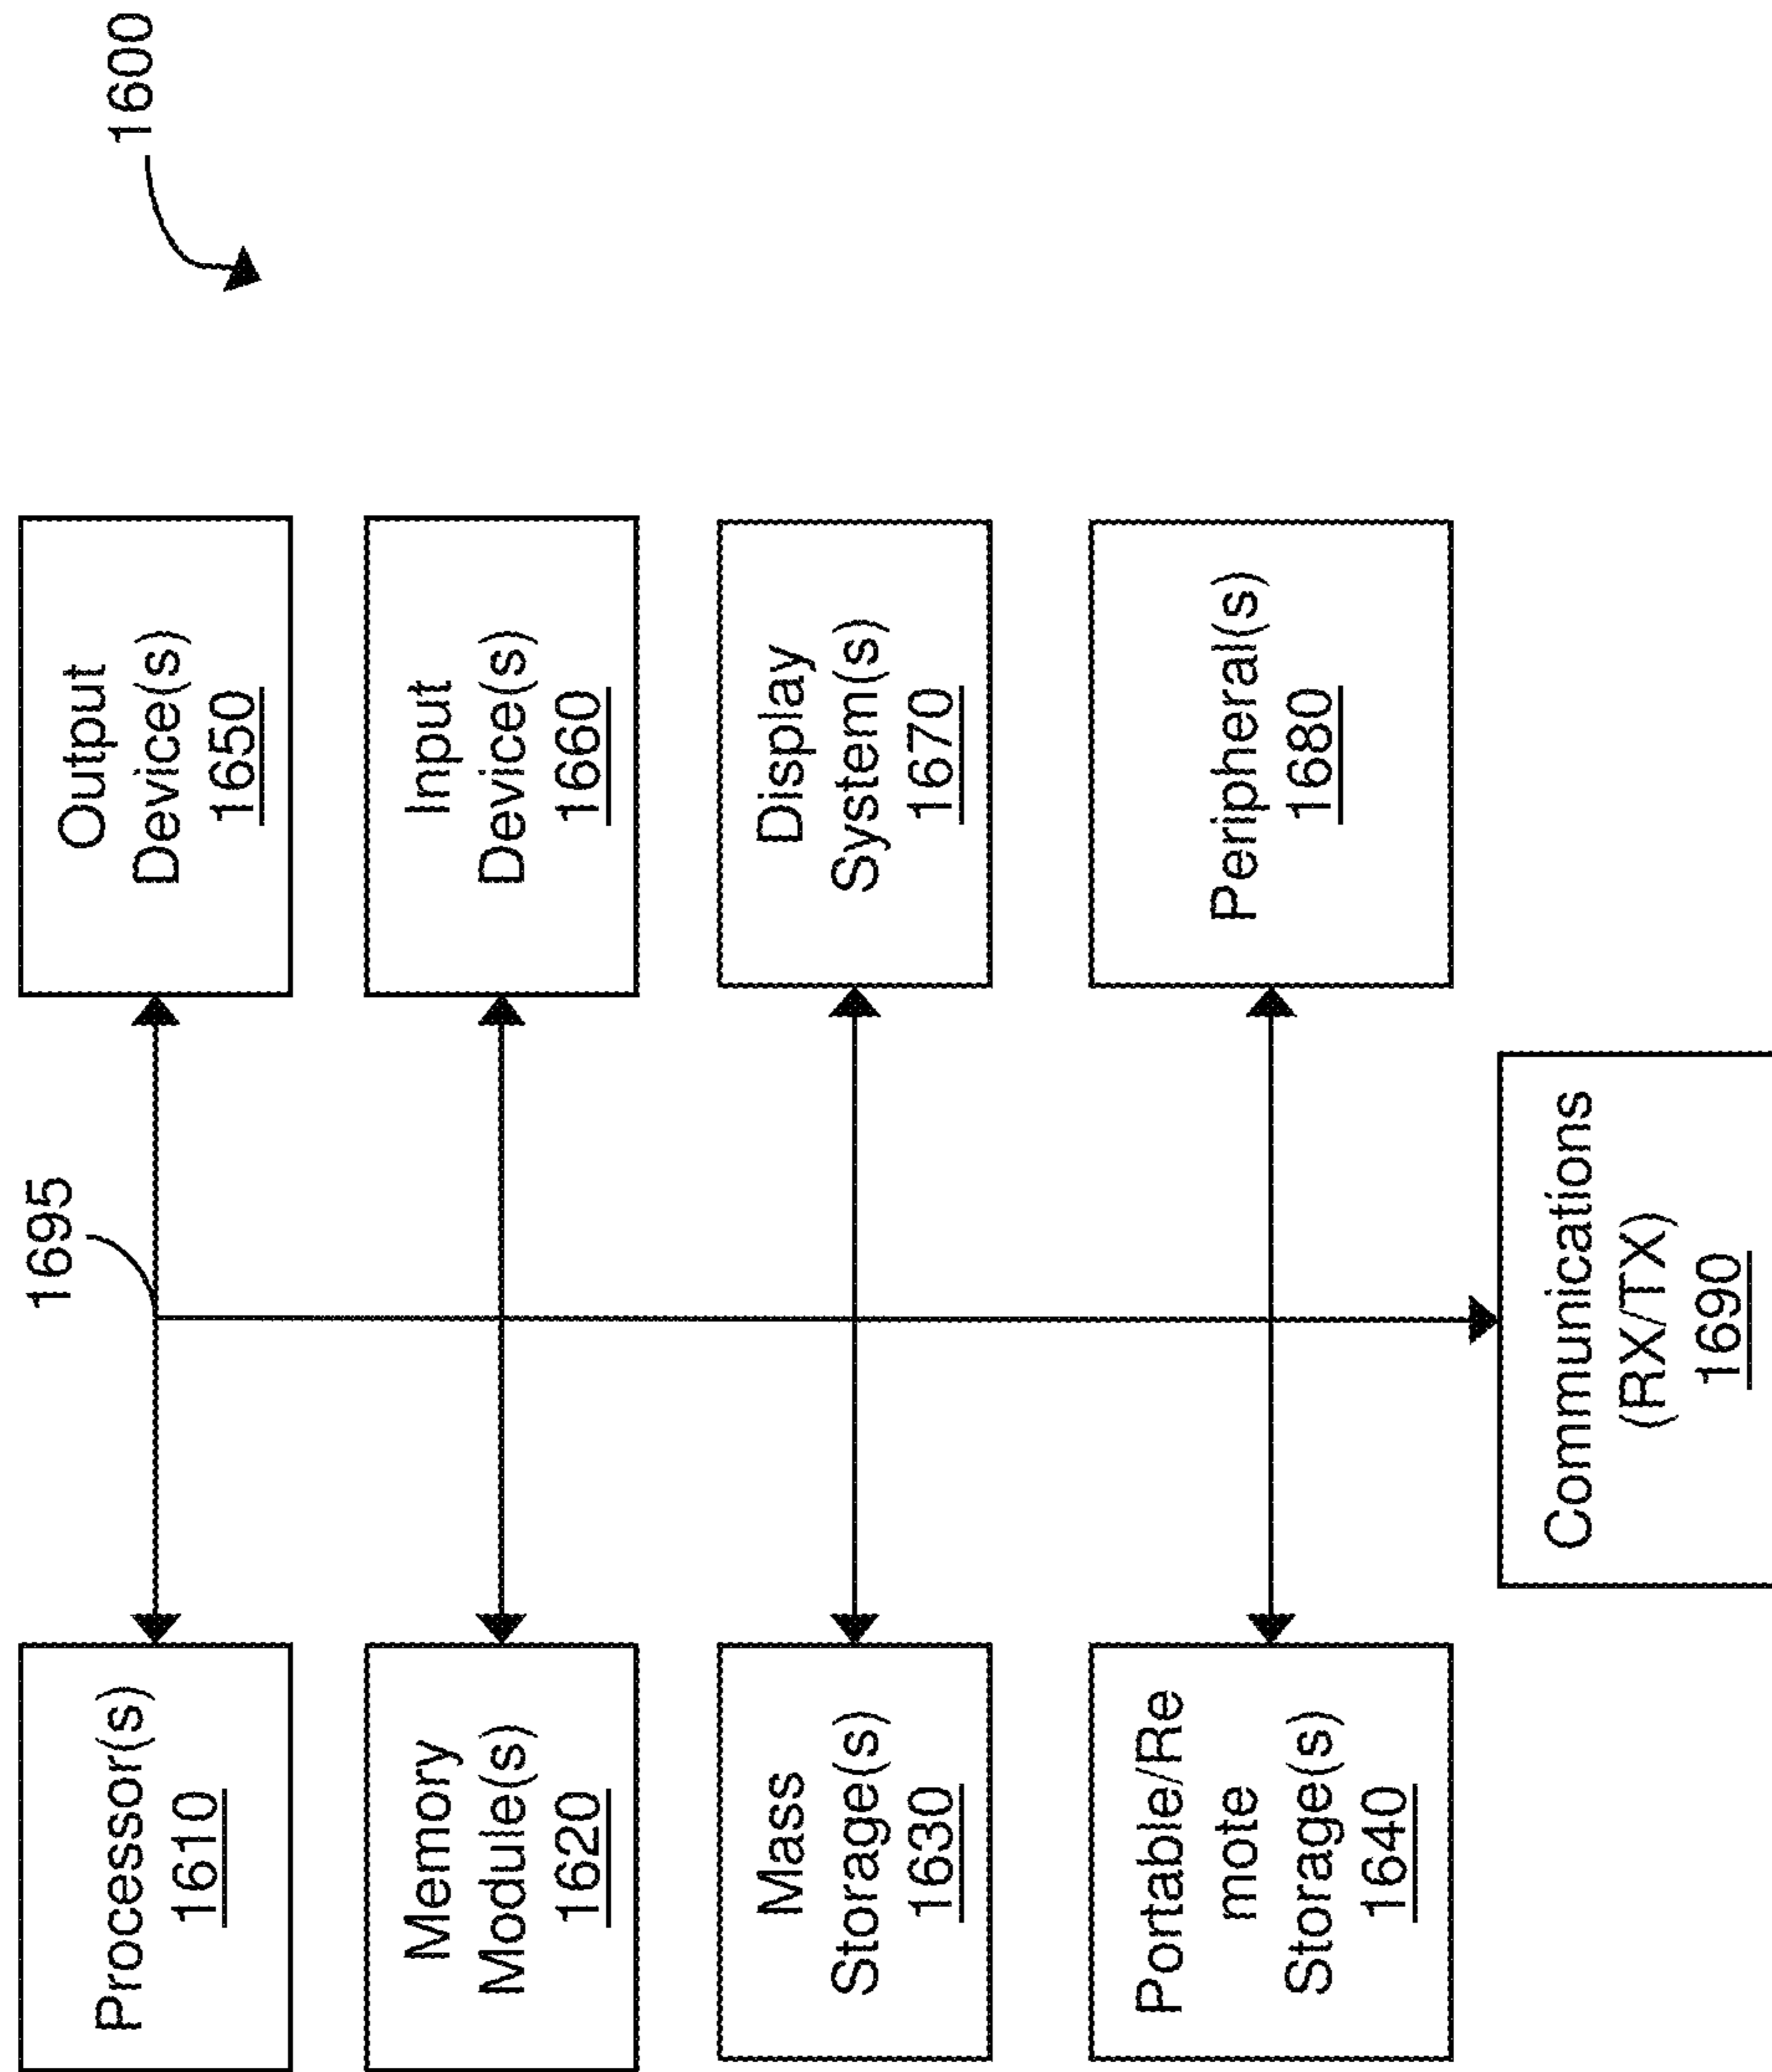 1600
1695
Processor(s)
1610
Output
Device(s)
1650
Memory
Module(s)
1620
Input
Device(s)
1660
Mass
Storage(s)
1630
Display
System(s)
1670
Portable/Re
mote
Storage(s)
1640
Peripheral(s)
1680
Communications
(RX/TX)
1690